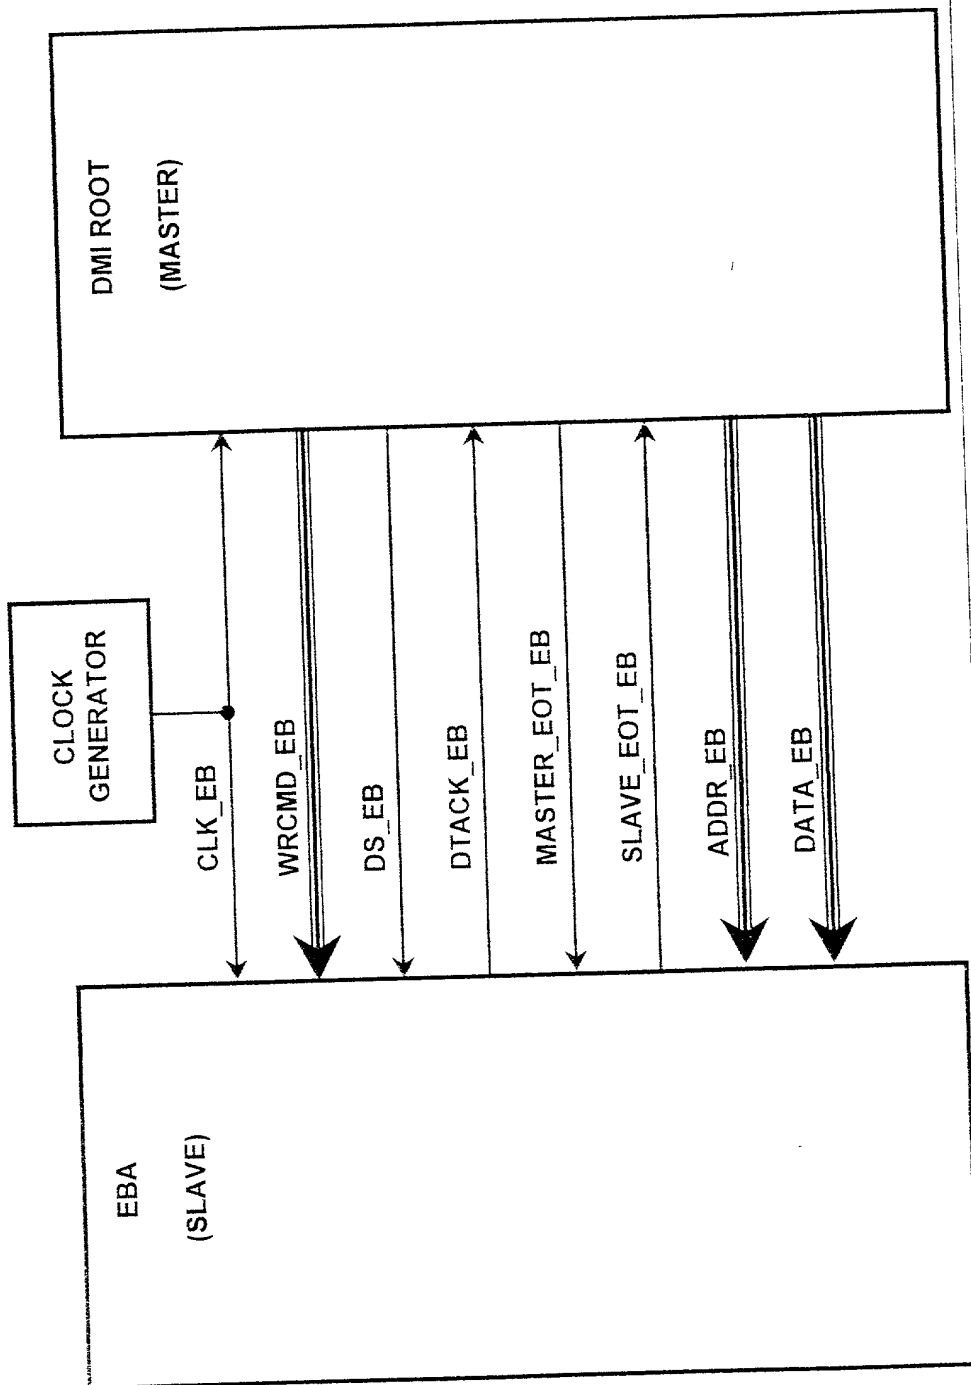 EBA
(SLAVE)
CLOCK
GENERATOR
CLK_EB
WRCMD_EB
DS_EB
DTACK_EB
MASTER_EOT_EB
SLAVE_EOT_EB
ADDR_EB
DATA_EB
DMI ROOT
(MASTER)